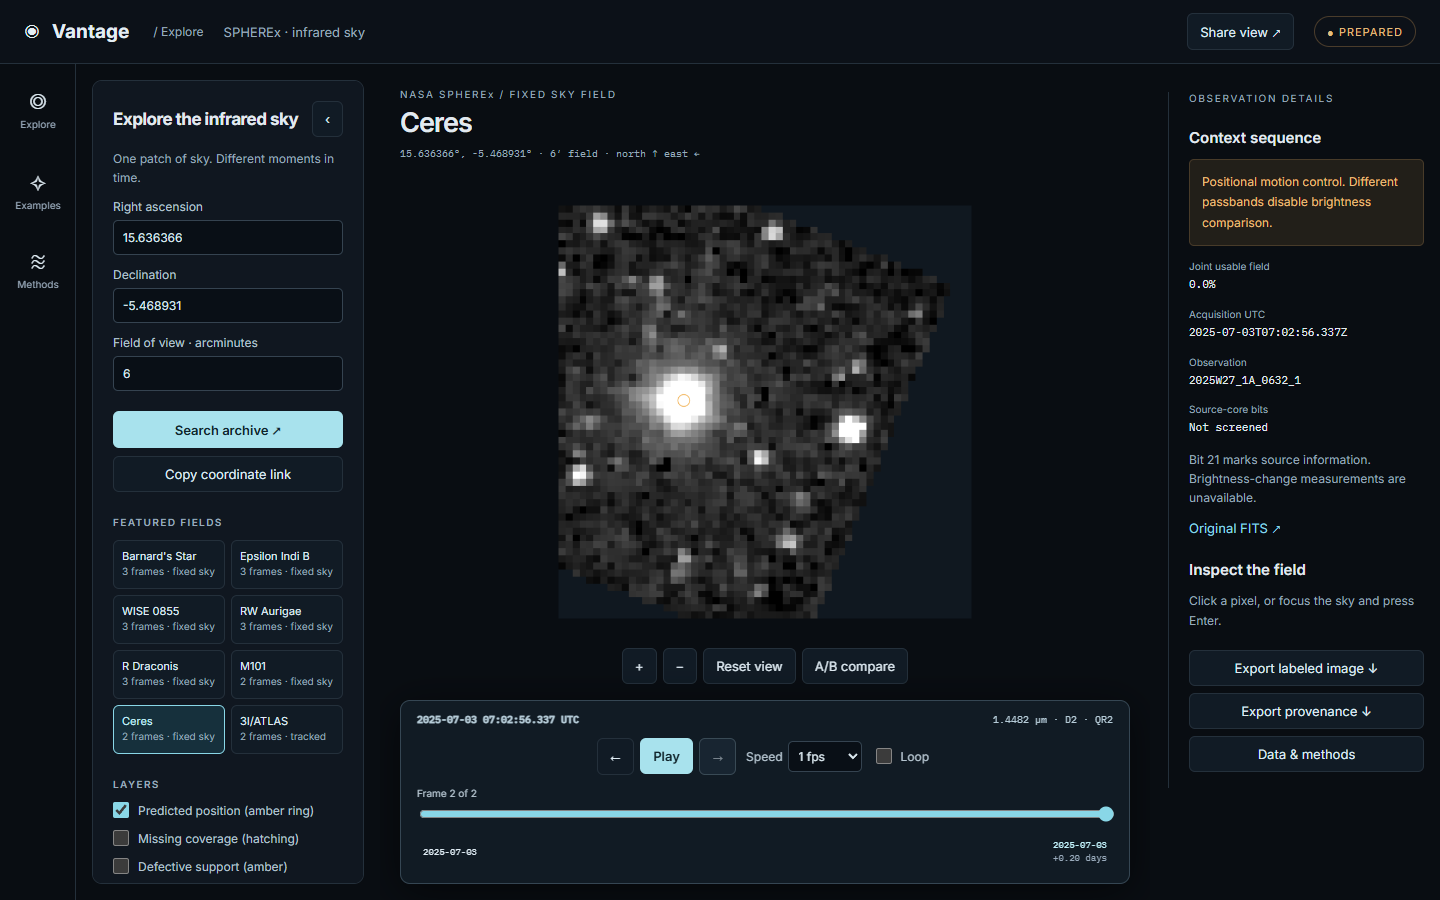 Vantage
/ Explore
SPHEREx · infrared sky
Share view ↗
● PREPARED
Explore
Examples
Methods
Explore the infrared sky
‹
One patch of sky. Different moments in
time.
Right ascension
15.636366
Declination
-5.468931
Field of view · arcminutes
6
Search archive ↗
Copy coordinate link
FEATURED FIELDS
Barnard's Star
3 frames · fixed sky
Epsilon Indi B
3 frames · fixed sky
WISE 0855
3 frames · fixed sky
RW Aurigae
3 frames · fixed sky
R Draconis
3 frames · fixed sky
M101
2 frames · fixed sky
Ceres
2 frames · fixed sky
3I/ATLAS
2 frames · tracked
LAYERS
Predicted position (amber ring)
Missing coverage (hatching)
Defective support (amber)
NASA SPHEREx / FIXED SKY FIELD
Ceres
15.636366°, -5.468931° · 6′ field · north ↑ east ←
+
−
Reset view
A/B compare
2025-07-03 07:02:56.337 UTC
1.4482 µm · D2 · QR2
←
Play
→
Speed
1 fps
Loop
Frame 2 of 2
2025-07-03
2025-07-03
+0.20 days
OBSERVATION DETAILS
Context sequence
Positional motion control. Different
passbands disable brightness
comparison.
Joint usable field
0.0%
Acquisition UTC
2025-07-03T07:02:56.337Z
Observation
2025W27_1A_0632_1
Source-core bits
Not screened
Bit 21 marks source information.
Brightness-change measurements are
unavailable.
Original FITS ↗
Inspect the field
Click a pixel, or focus the sky and press
Enter.
Export labeled image ↓
Export provenance ↓
Data & methods